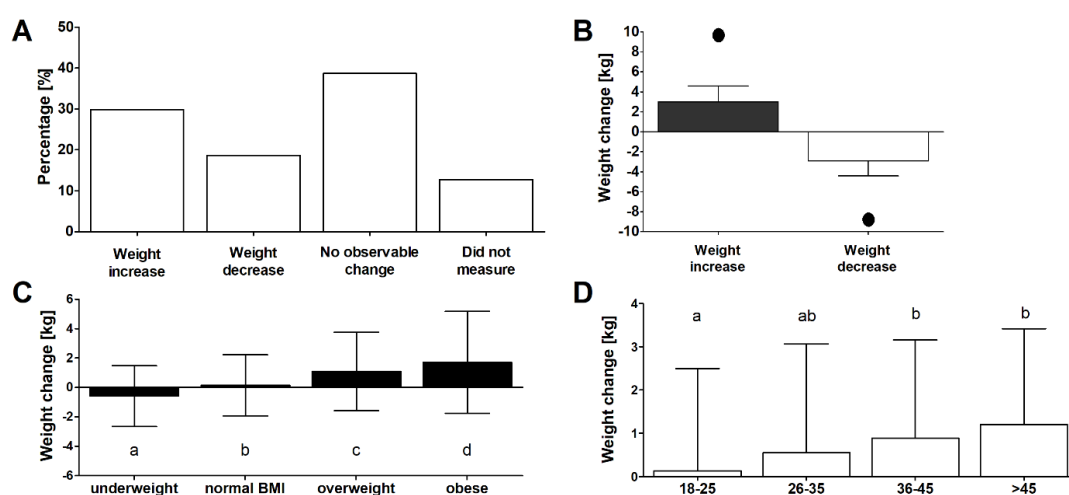 A
Percentage [%]
50
40
30
20
10
0
Weight increase
Weight decrease
No observable change
Did not measure
B
Weight change [kg]
10
8
6
4
2
0
-2
-4
-6
-8
-10
Weight increase
Weight decrease
C
Weight change [kg]
6
4
2
0
-2
-4
-6
a
b
c
d
underweight
normal BMI
overweight
obese
D
Weight change [kg]
4
3
2
1
0
a
ab
b
b
18-25
26-35
36-45
>45